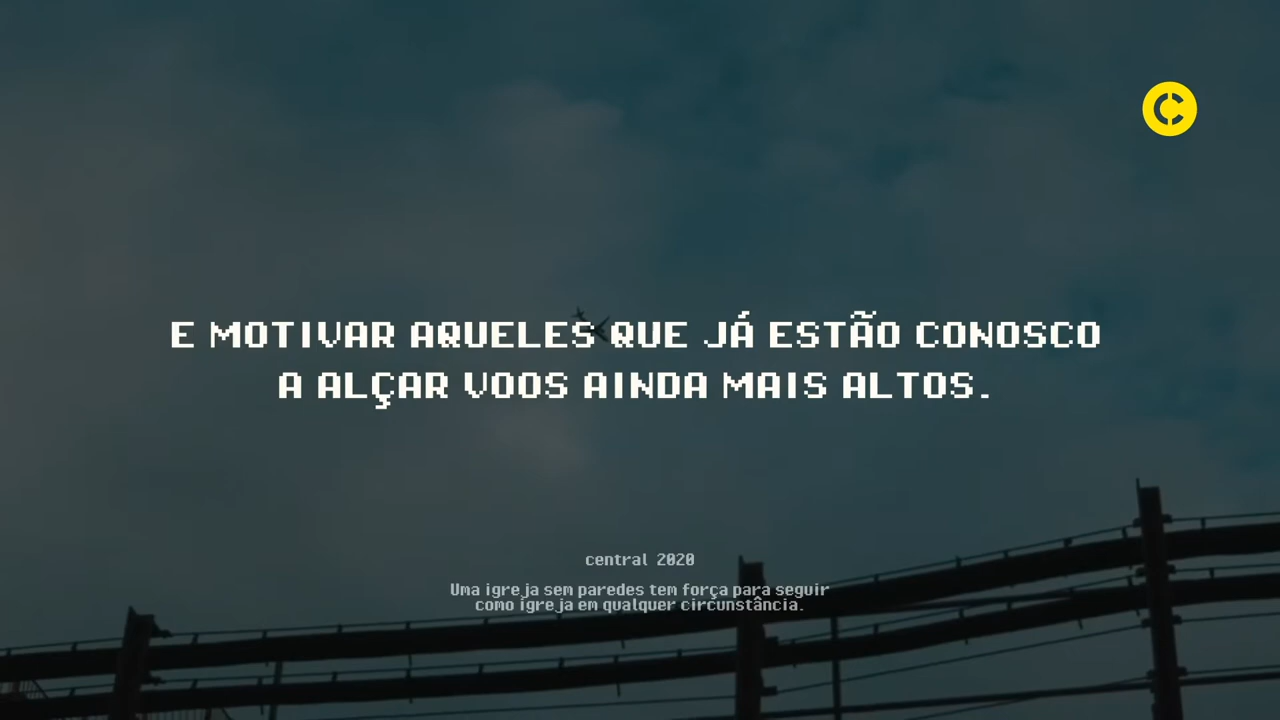 E MOTIVAR AQUELES QUE JÁ ESTÃO CONOSCO
A ALÇAR VOOS AINDA MAIS ALTOS.
central 2020
Uma igreja sem paredes tem força para seguir
como igreja em qualquer circunstância.